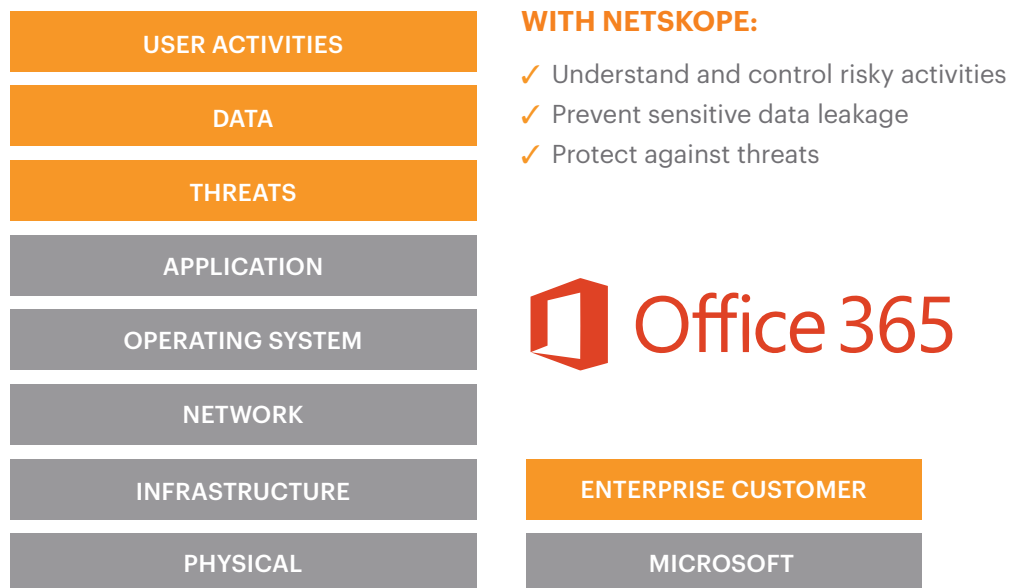 USER ACTIVITIES
DATA
THREATS
APPLICATION
OPERATING SYSTEM
NETWORK
INFRASTRUCTURE
PHYSICAL
WITH NETSKOPE:
✓ Understand and control risky activities
✓ Prevent sensitive data leakage
✓ Protect against threats
Office 365
ENTERPRISE CUSTOMER
MICROSOFT